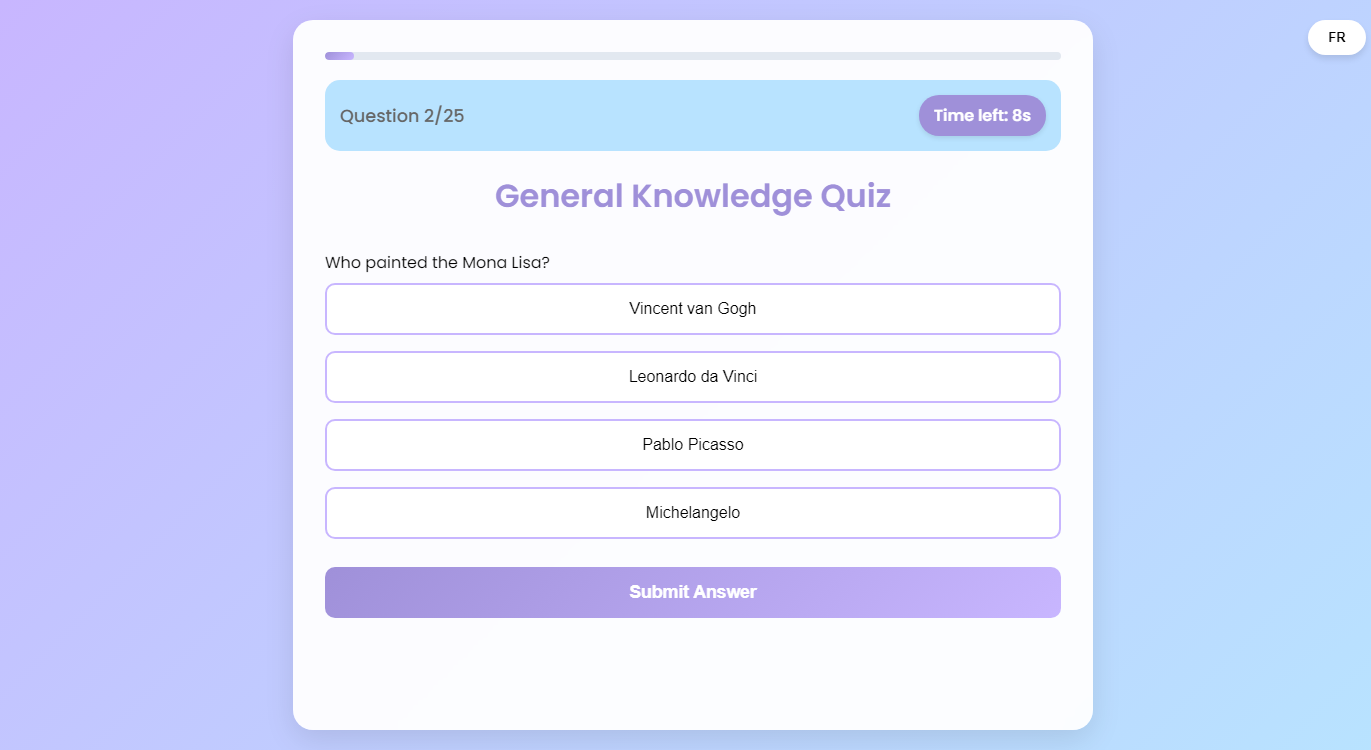 FR
Question 2/25
Time left: 8s
General Knowledge Quiz
Who painted the Mona Lisa?
Vincent van Gogh
Leonardo da Vinci
Pablo Picasso
Michelangelo
Submit Answer